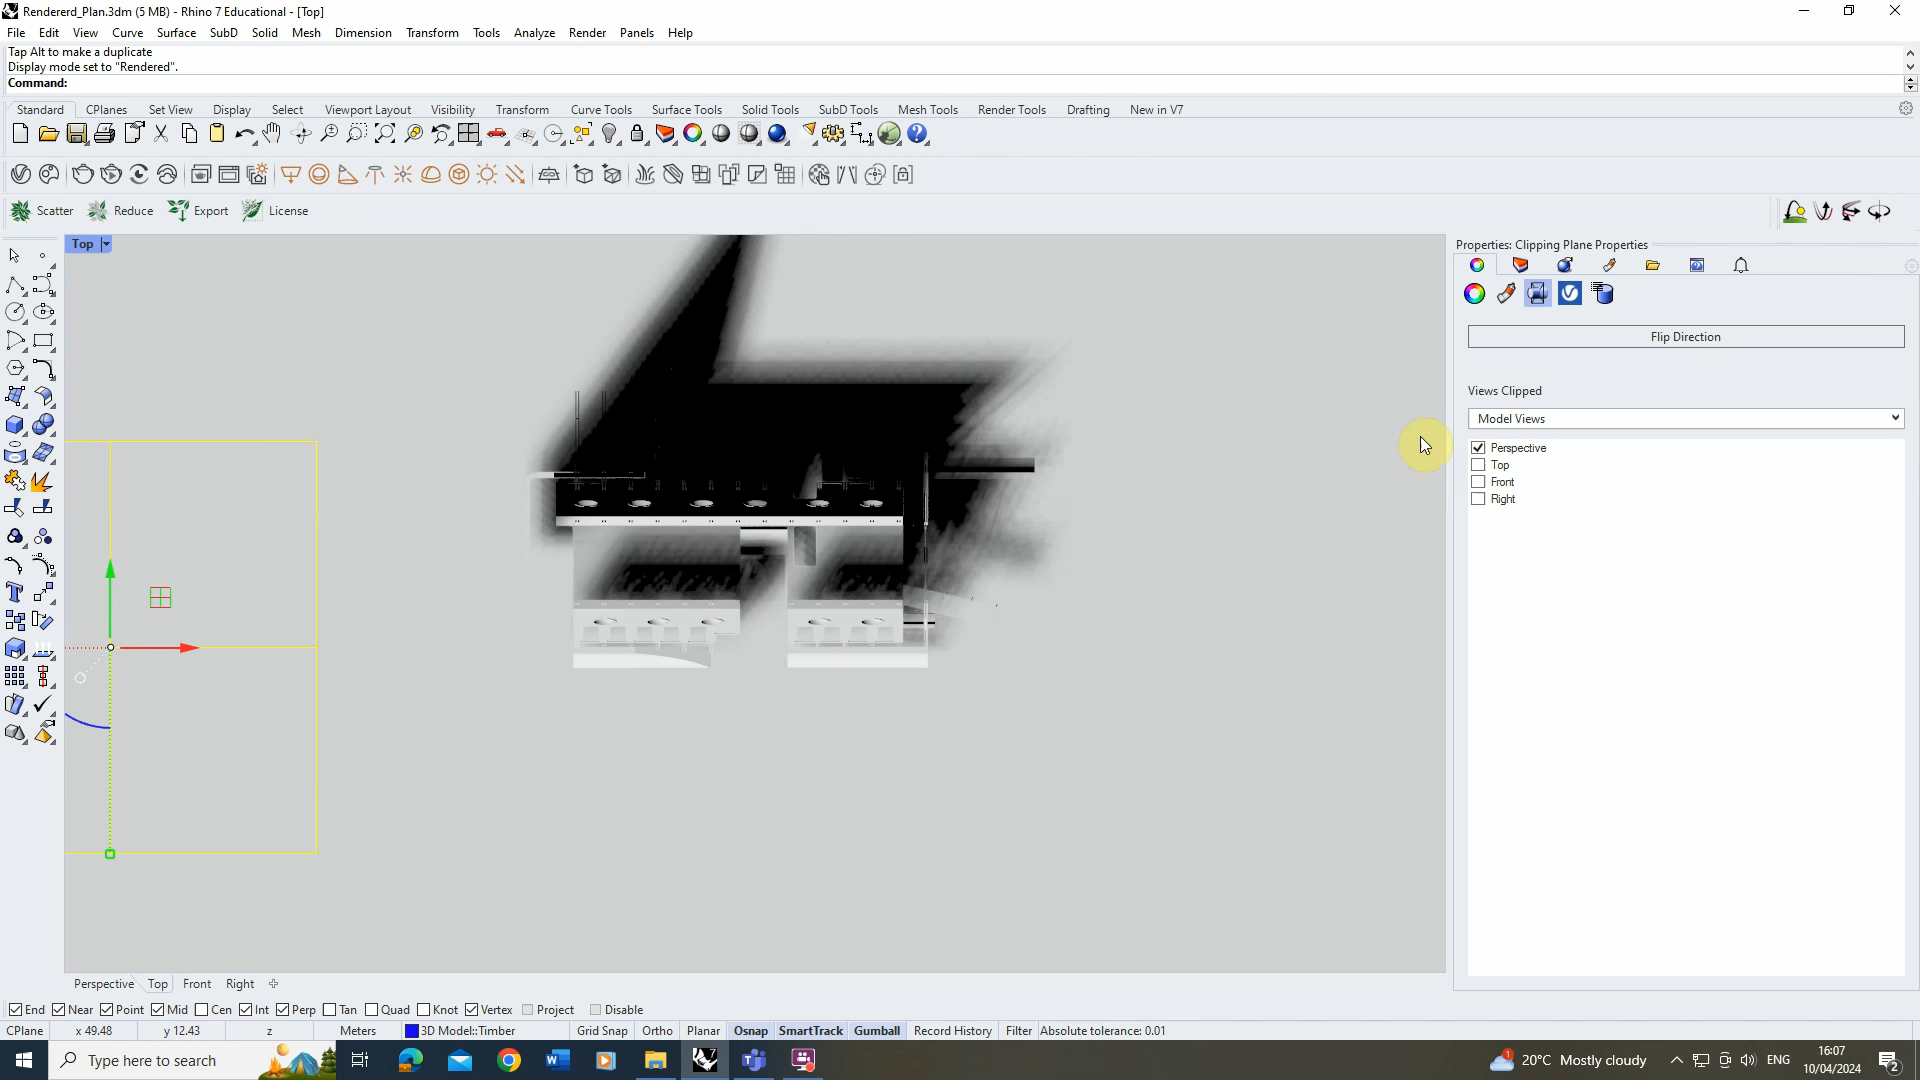 Rendererd_Plan.3dm (5 MB) - Rhino 7 Educational - [Top]
File Edit View Curve Surface SubD Solid Mesh Dimension Transform Tools Analyze Render Panels Help
Tap Alt to make a duplicate
Display mode set to "Rendered".
Command:
Standard CPlanes Set View Display Select Viewport Layout Visibility Transform Curve Tools Surface Tools Solid Tools SubD Tools Mesh Tools Render Tools Drafting New in V7
Scatter Reduce Export License
Top
Properties: Clipping Plane Properties
Flip Direction
Views Clipped
Model Views
Perspective
Top
Front
Right
Perspective Top Front Right
End Near Point Mid Cen Int Perp Tan Quad Knot Vertex Project Disable
CPlane x 49.48 y 12.43 z Meters 3D Model::Timber Grid Snap Ortho Planar Osnap SmartTrack Gumball Record History Filter Absolute tolerance: 0.01
Type here to search 20°C Mostly cloudy ENG 16:07
10/04/2024 2